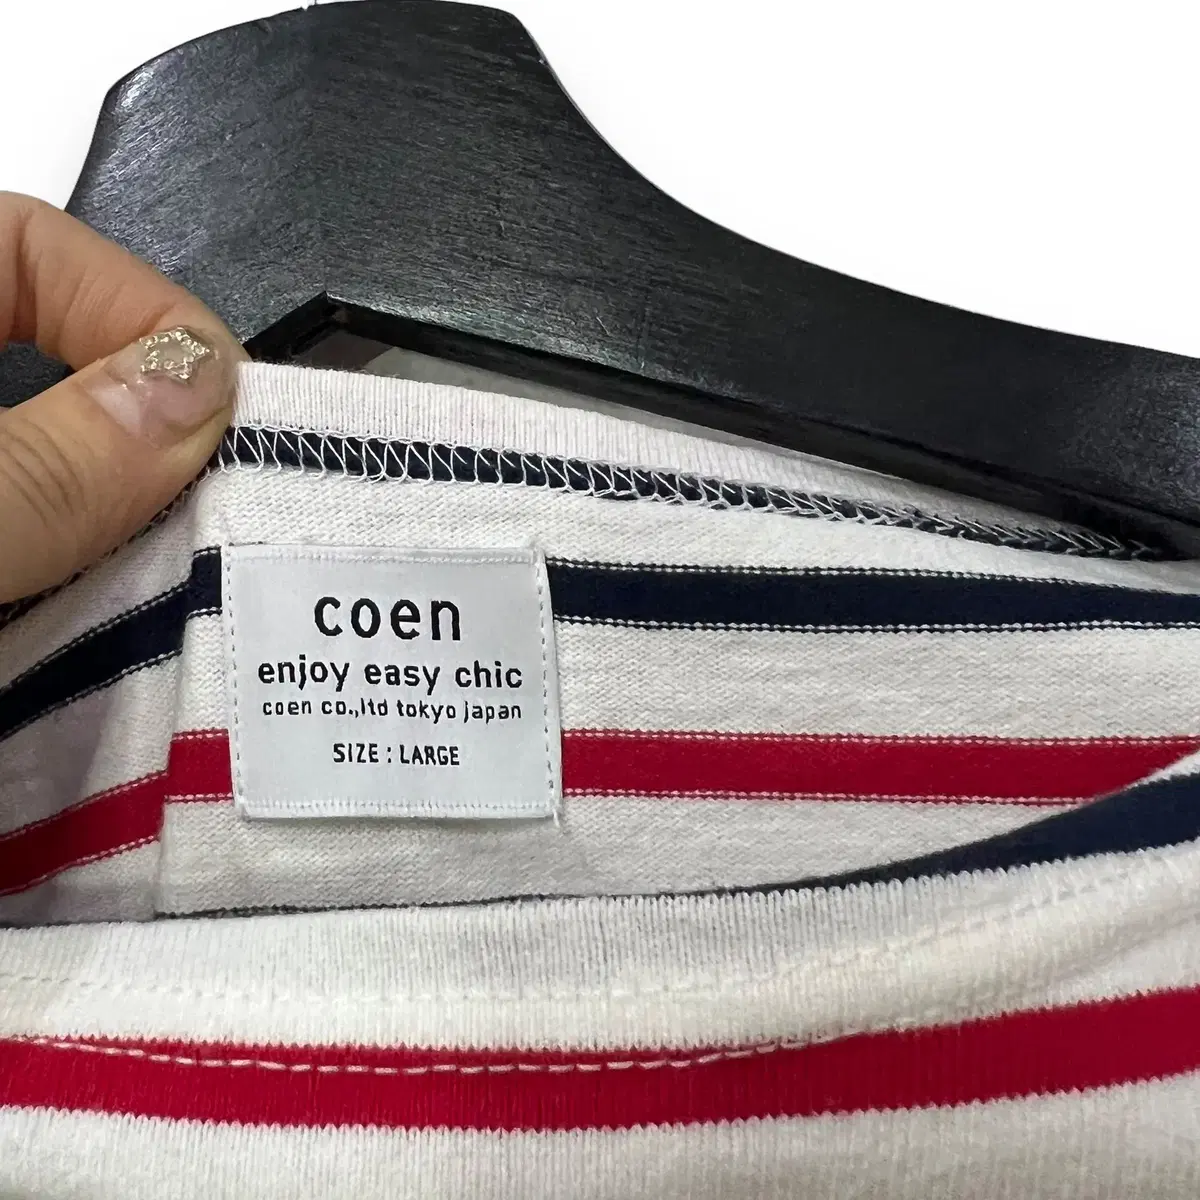 coen
enjoy easy chic
coen co.,ltd tokyo japan
SIZE : LARGE